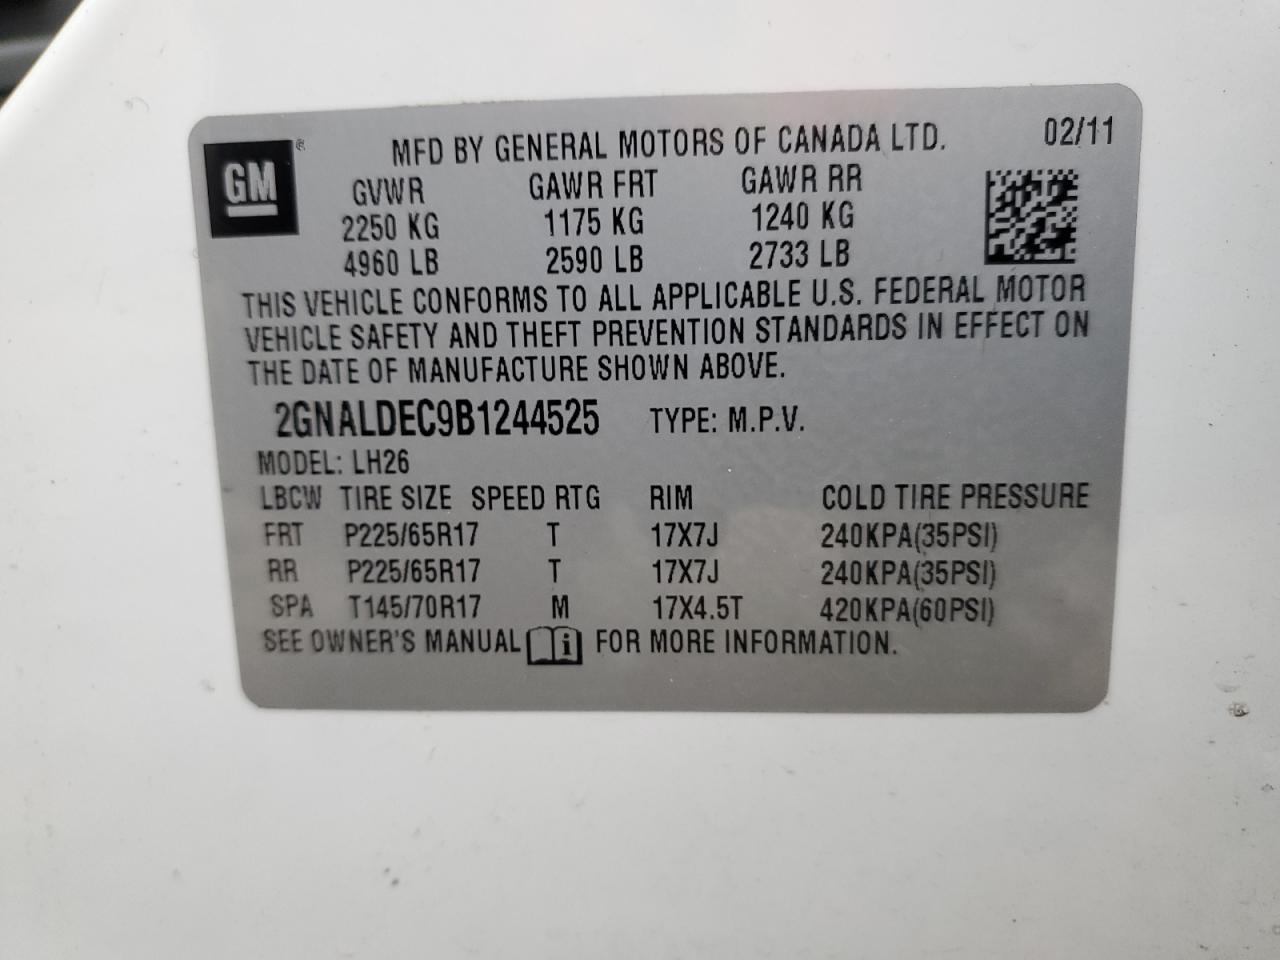 GM ® MFD BY GENERAL MOTORS OF CANADA LTD. 02/11
GVWR GAWR FRT GAWR RR
2250 KG 1175 KG 1240 KG
4960 LB 2590 LB 2733 LB
THIS VEHICLE CONFORMS TO ALL APPLICABLE U.S. FEDERAL MOTOR
VEHICLE SAFETY AND THEFT PREVENTION STANDARDS IN EFFECT ON
THE DATE OF MANUFACTURE SHOWN ABOVE.
2GNALDEC9B1244525 TYPE: M.P.V.
MODEL: LH26
LBCW TIRE SIZE SPEED RTG RIM COLD TIRE PRESSURE
FRT P225/65R17 T 17X7J 240KPA(35PSI)
RR P225/65R17 T 17X7J 240KPA(35PSI)
SPA T145/70R17 M 17X4.5T 420KPA(60PSI)
SEE OWNER'S MANUAL i FOR MORE INFORMATION.